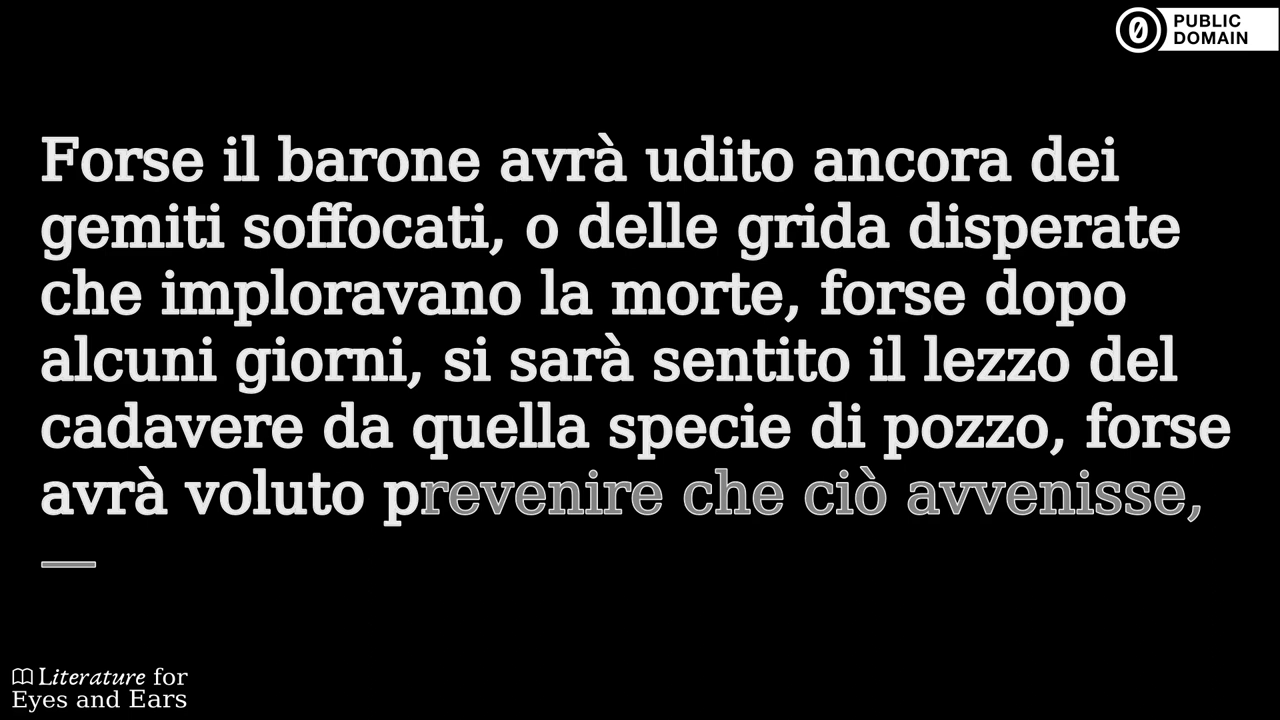 PUBLIC
DOMAIN
Forse il barone avrà udito ancora dei
gemiti soffocati, o delle grida disperate
che imploravano la morte, forse dopo
alcuni giorni, si sarà sentito il lezzo del
cadavere da quella specie di pozzo, forse
avrà voluto prevenire che ciò avvenisse,
—
Literature for
Eyes and Ears